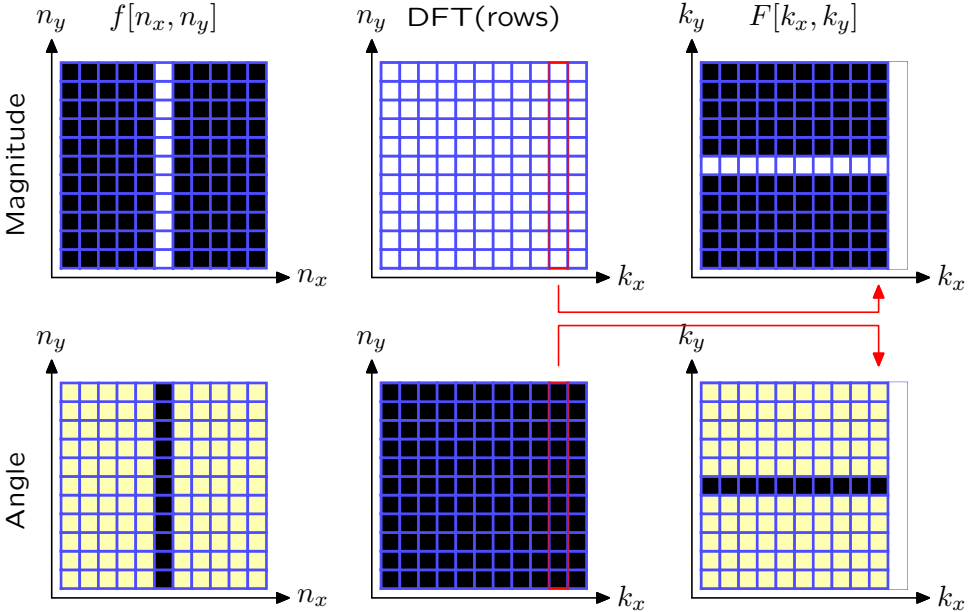 n_y f[n_x, n_y] n_y DFT(rows) k_y F[k_x, k_y]
Magnitude
n_x k_x k_x
n_y n_y k_y
Angle
n_x k_x k_x